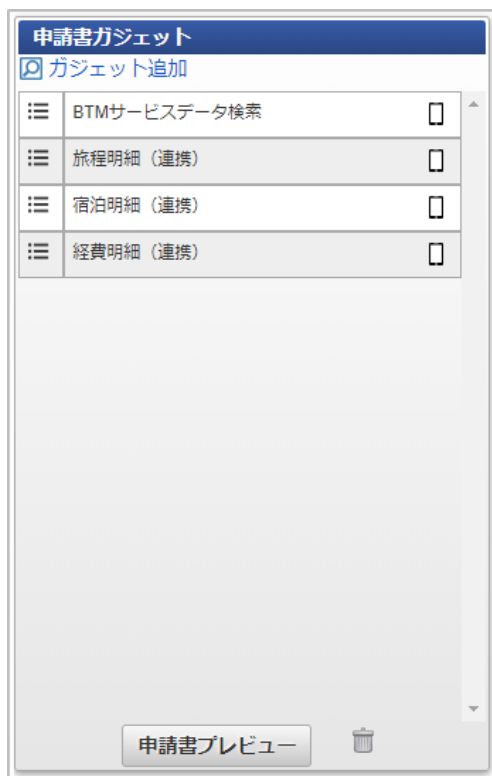 申請書ガジェット
ガジェット追加
BTMサービスデータ検索
旅程明細（連携）
宿泊明細（連携）
経費明細（連携）
申請書プレビュー